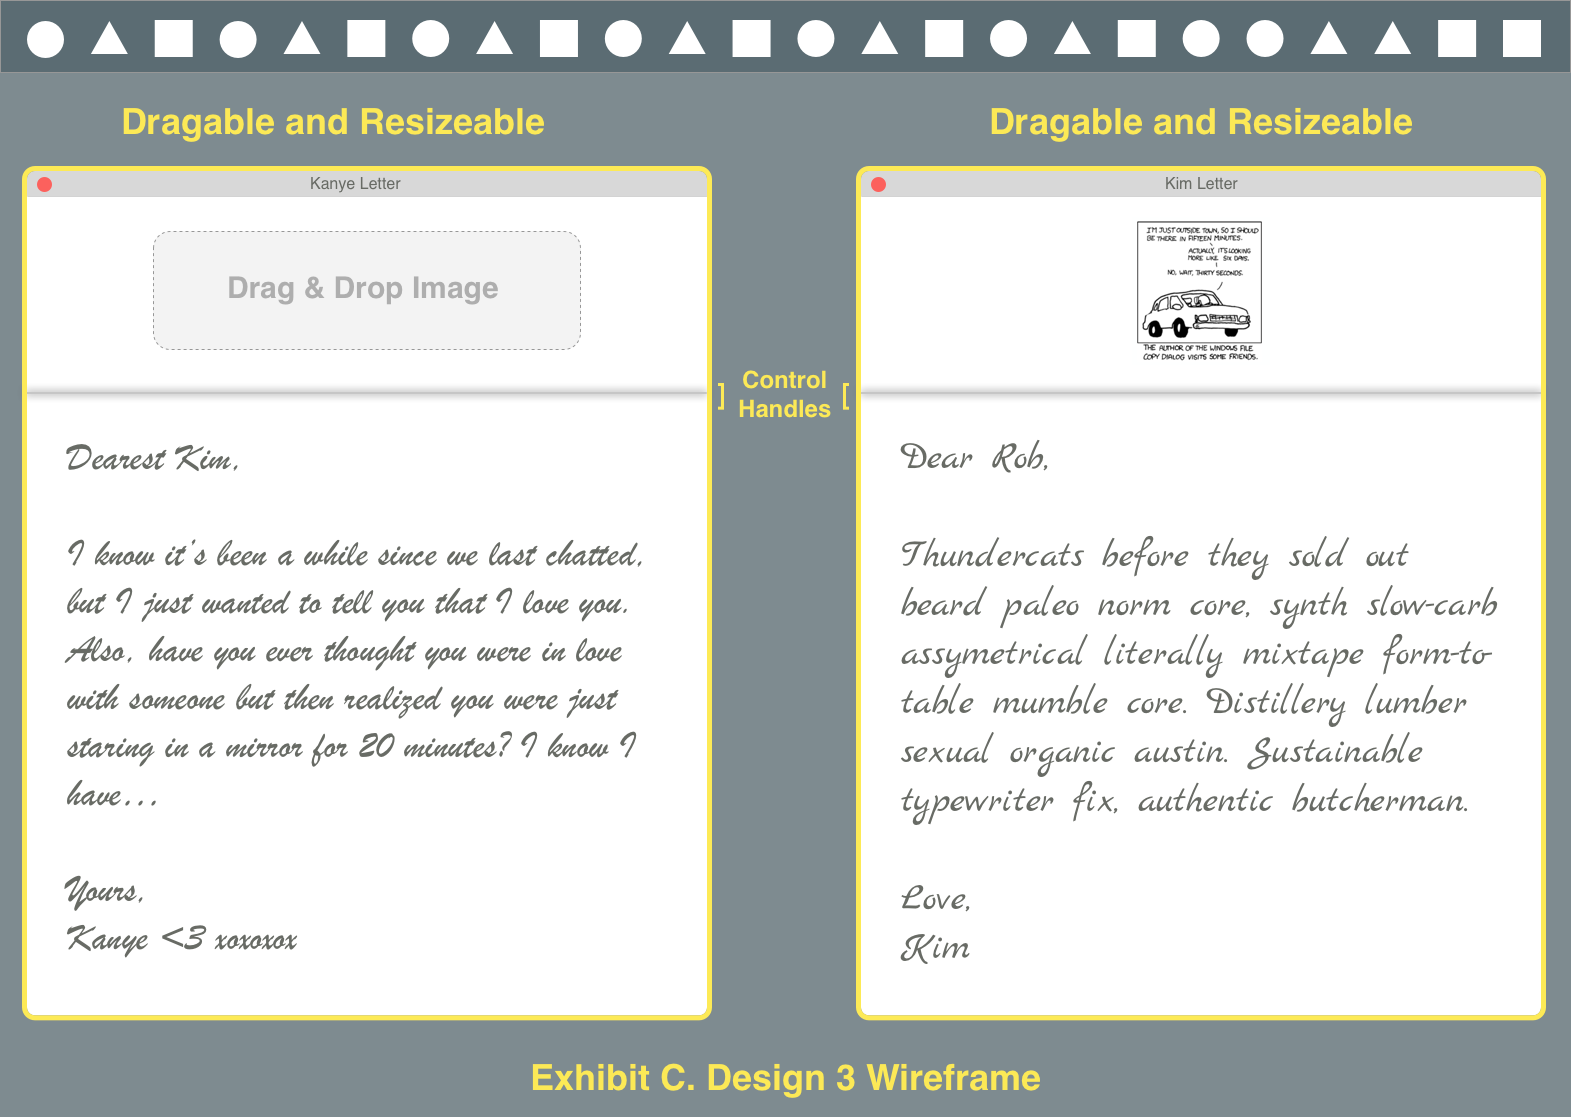 Dragable and Resizeable
Dragable and Resizeable
Kanye Letter
Drag & Drop Image
Dearest Kim,
I know it's been a while since we last chatted,
but I just wanted to tell you that I love you.
Also, have you ever thought you were in love
with someone but then realized you were just
staring in a mirror for 20 minutes? I know I
have...
Yours,
Kanye <3 xoxoxox
Control
Handles
Kim Letter
I'M JUST OUTSIDE TOWN, SO I SHOULD
BE THERE IN FIFTEEN MINUTES.
ACTUALLY, IT'S LOOKING
MORE LIKE SIX DAYS.
NO, WAIT, THIRTY SECONDS.
THE AUTHOR OF THE WINDOWS FILE
COPY DIALOG VISITS SOME FRIENDS.
Dear Rob,
Thundercats before they sold out
beard paleo norm core, synth slow-carb
assymetrical literally mixtape form-to
table mumble core. Distillery lumber
sexual organic austin. Sustainable
typewriter fix, authentic butcherman.
Love,
Kim
Exhibit C. Design 3 Wireframe